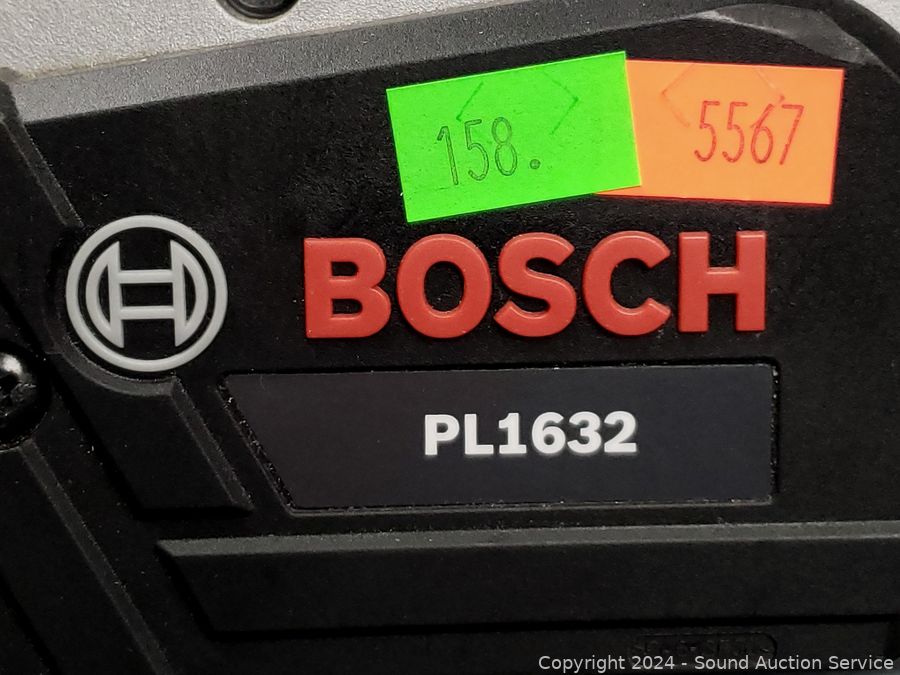 158.
5567
BOSCH
PL1632
Copyright 2024 - Sound Auction Service